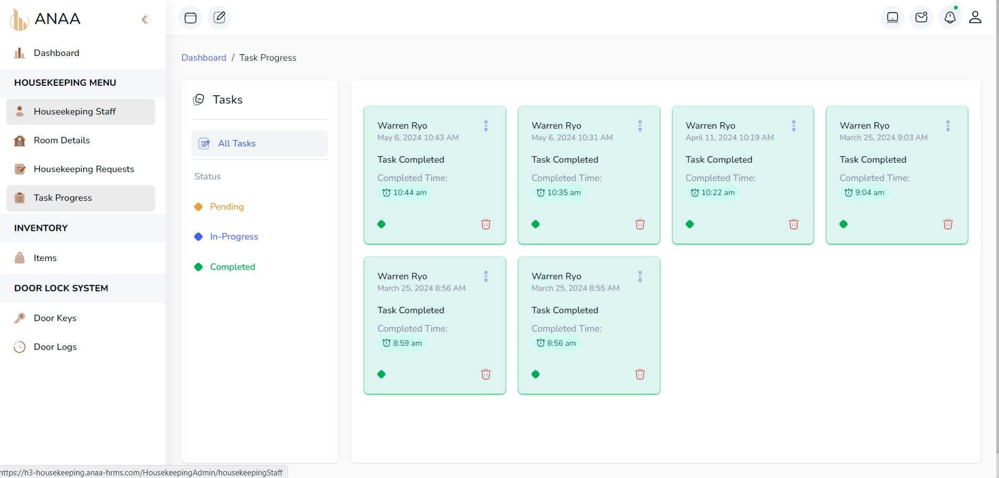 ANAA
Dashboard
HOUSEKEEPING MENU
Houseekeping Staff
Room Details
Housekeeping Requests
Task Progress
INVENTORY
Items
DOOR LOCK SYSTEM
Door Keys
Door Logs
Dashboard / Task Progress
Tasks
All Tasks
Status
Pending
In-Progress
Completed
Warren Ryo
May 6, 2024 10:43 AM
Task Completed
Completed Time:
10:44 am
Warren Ryo
May 6, 2024 10:31 AM
Task Completed
Completed Time:
10:35 am
Warren Ryo
April 11, 2024 10:19 AM
Task Completed
Completed Time:
10:22 am
Warren Ryo
March 25, 2024 9:03 AM
Task Completed
Completed Time:
9:04 am
Warren Ryo
March 25, 2024 8:56 AM
Task Completed
Completed Time:
8:59 am
Warren Ryo
March 25, 2024 8:55 AM
Task Completed
Completed Time:
8:56 am
https://h3-housekeeping.anaa-hrms.com/HousekeepingAdmin/housekeepingStaff